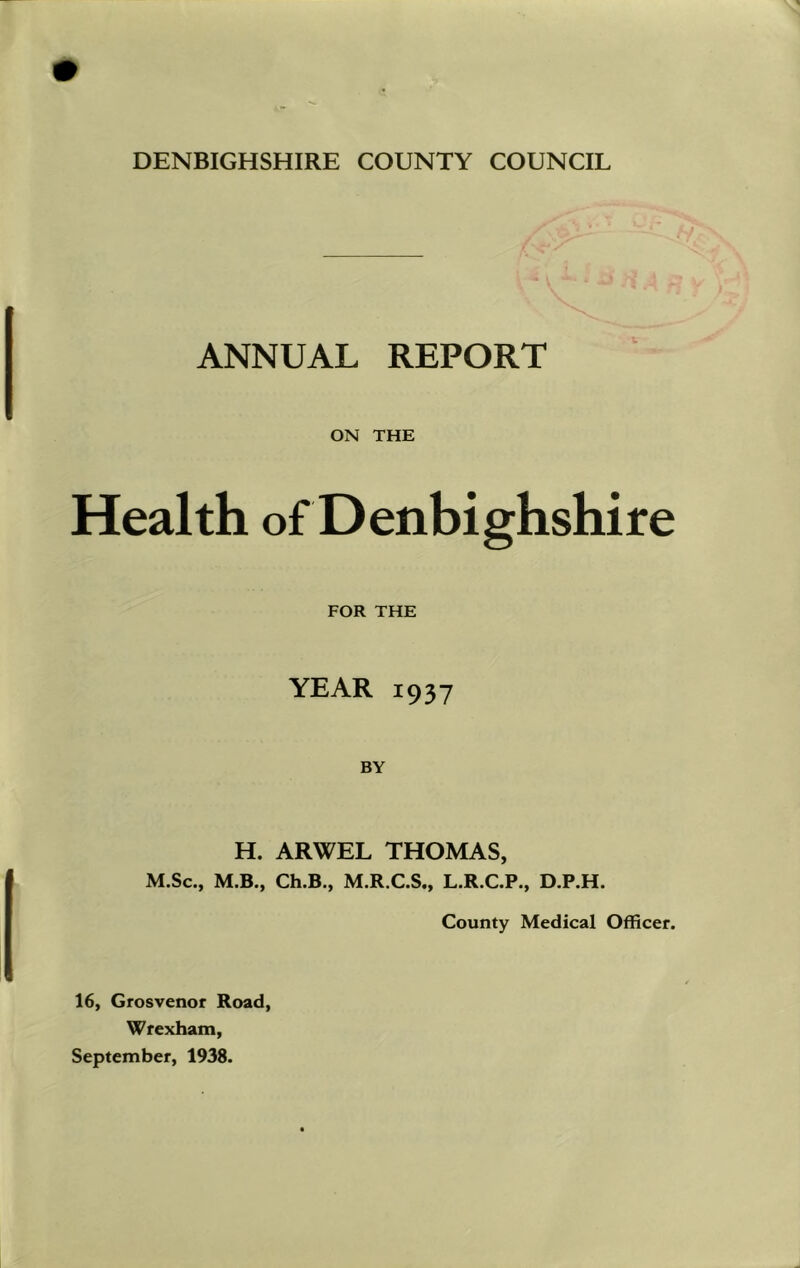 DENBIGHSHIRE COUNTY COUNCIL
LIBRARY
ANNUAL REPORT
ON THE
Health of Denbighshire
FOR THE
YEAR 1937
BY
H. ARWEL THOMAS,
M.Sc., M.B., Ch.B., M.R.C.S., L.R.C.P., D.P.H.
County Medical Officer.
16, Grosvenor Road,
Wrexham,
September, 1938.